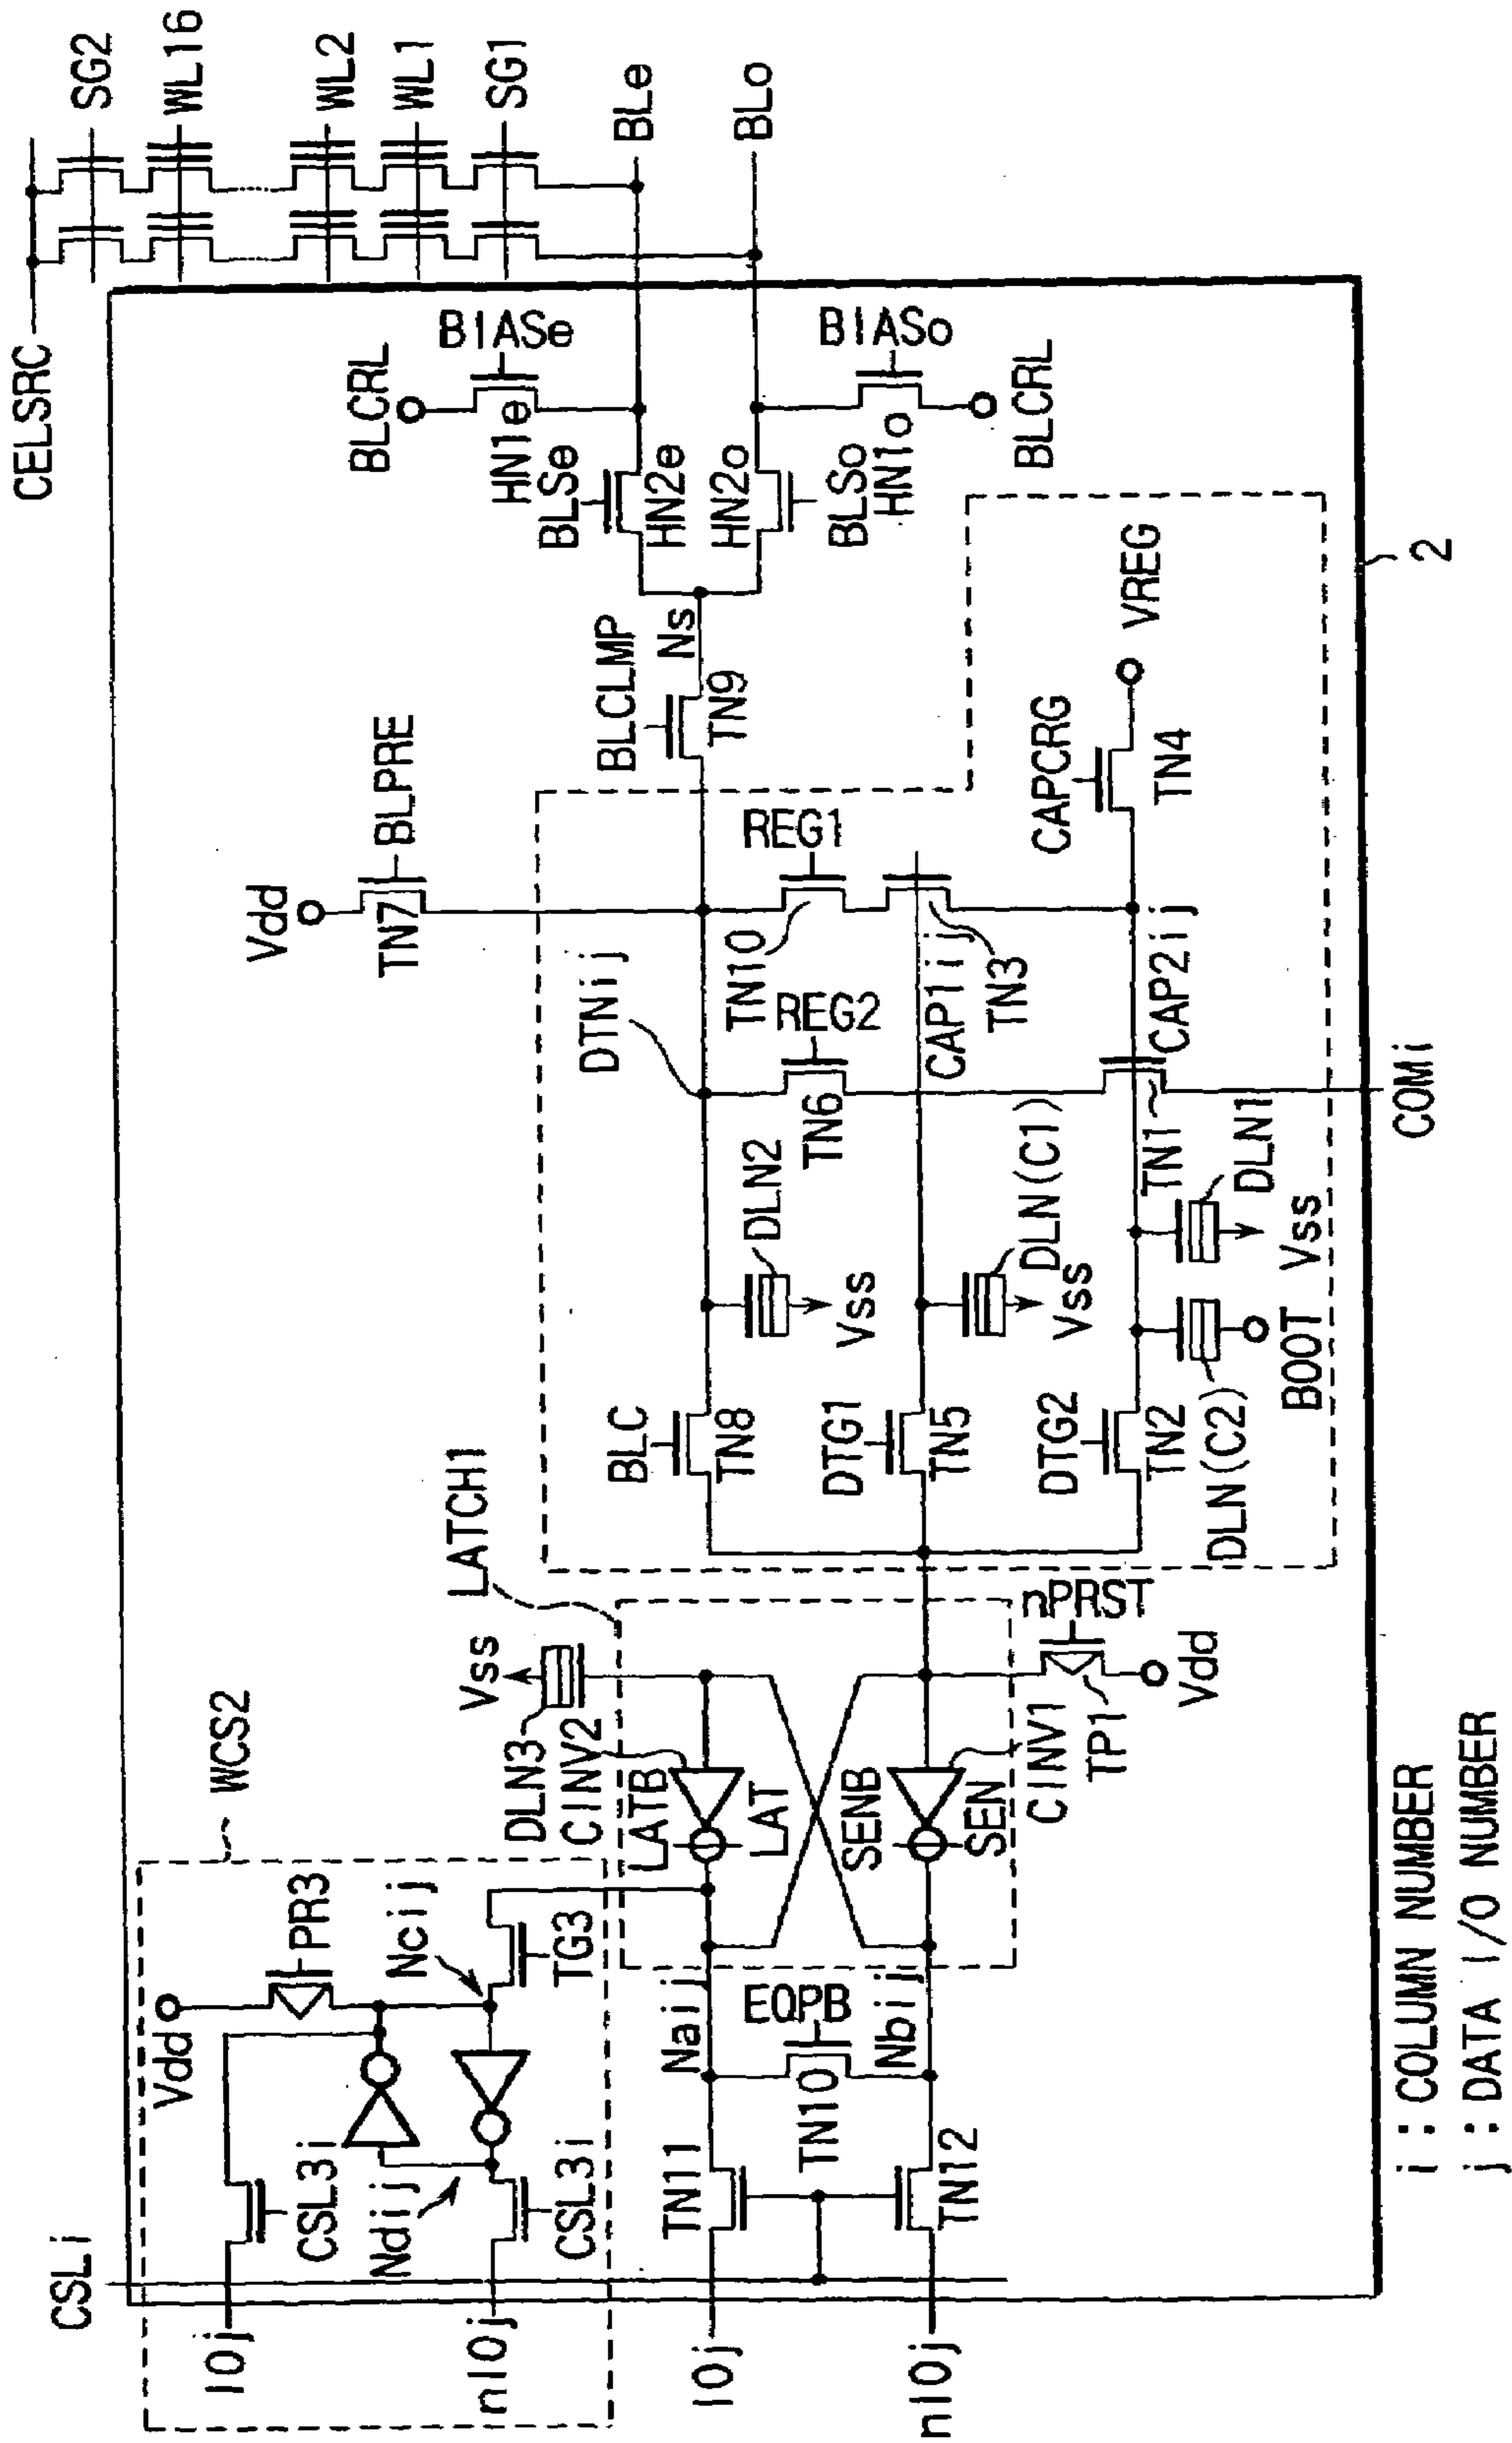 CELSRC
SG2
WL16
WL2
WL1
SG1
BLe
BLo
BLCRL
BIASe
HN1e
BLSe
HN2e
HN2o
BLSo
HN1o
BIASo
BLCRL
2
Vdd
BLPRE
TN7
BLCLMP
Ns
TN9
DTNij
REG1
TN10
REG2
TN6
CAP1ij
TN3
CAPCRG
TN4
VREG
CAP2ij
TN1
COMi
DLN2
Vss
DLN(C1)
Vss
DLN1
Vss
BOOT
DLN(C2)
BLC
TN8
DTG1
TN5
DTG2
TN2
LATCH1
Vss
DLN3
CINV2
LATB
LAT
SENB
SEN
CINV1
nPRST
TP1
Vdd
WCS2
Vdd
PR3
Ncij
TG3
CSL3i
Ndij
CSL3i
CSLi
IOj
nIOj
Naij
EQPB
Nbij
TN10
TN11
TN12
IOj
nIOj
i : COLUMN NUMBER
j : DATA I/O NUMBER